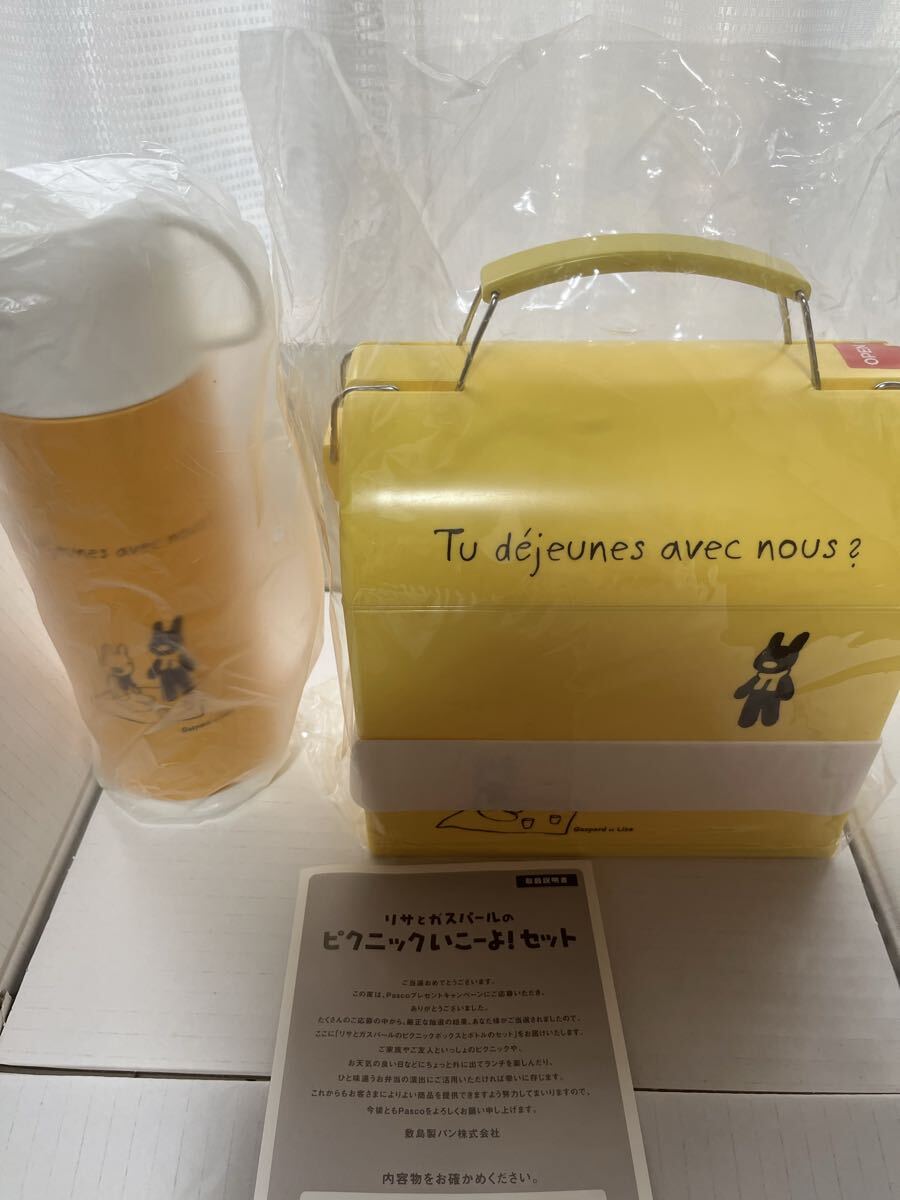 OPEN
Tu déjeunes avec nous?
jeunes avec nous?
Gaspard et Lisa
Gaspard et Lisa
取扱説明書
リサとガスパールの
ピクニックいこーよ!セット
ご当選おめでとうございます。
この度は、Pascoプレゼントキャンペーンにご応募いただき、
ありがとうございました。
たくさんのご応募の中から、厳正な抽選の結果、あなた様がご当選されましたので、
ここに「リサとガスパールのピクニックボックスとボトルのセット」をお届けいたします。
ご家族やご友人といっしょのピクニックや、
お天気の良い日などにちょっと外に出てランチを楽しんだり、
ひと味違うお弁当の演出にご活用いただければ幸いに存じます。
これからもお客さまによりよい商品を提供できますよう努力してまいりますので、
今後ともPascoをよろしくお願い申し上げます。
敷島製パン株式会社
内容物をお確かめください。